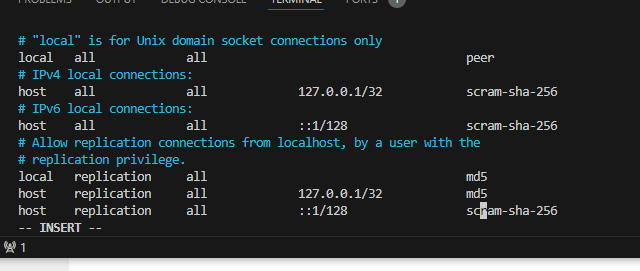 PROBLEMS OUTPUT DEBUG CONSOLE TERMINAL PORTS 1
# "local" is for Unix domain socket connections only
local   all             all                                     peer
# IPv4 local connections:
host    all             all             127.0.0.1/32            scram-sha-256
# IPv6 local connections:
host    all             all             ::1/128                 scram-sha-256
# Allow replication connections from localhost, by a user with the
# replication privilege.
local   replication     all                                     md5
host    replication     all             127.0.0.1/32            md5
host    replication     all             ::1/128                 scram-sha-256
-- INSERT --
1